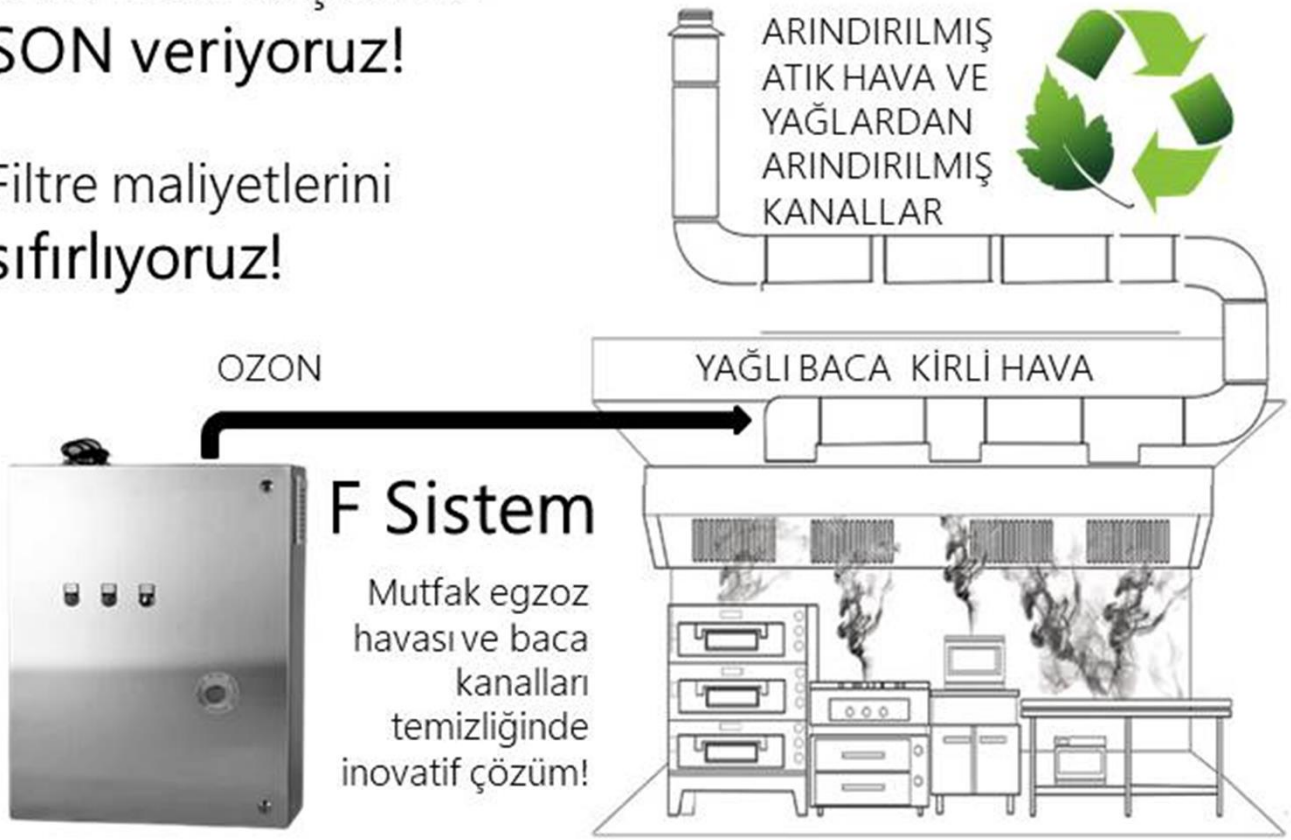 SON veriyoruz!
Filtre maliyetlerini
sıfırlıyoruz!
ARINDIRILMIŞ
ATIK HAVA VE
YAĞLARDAN
ARINDIRILMIŞ
KANALLAR
OZON
YAĞLI BACA KİRLİ HAVA
F Sistem
Mutfak egzoz
havası ve baca
kanalları
temizliğinde
inovatif çözüm!